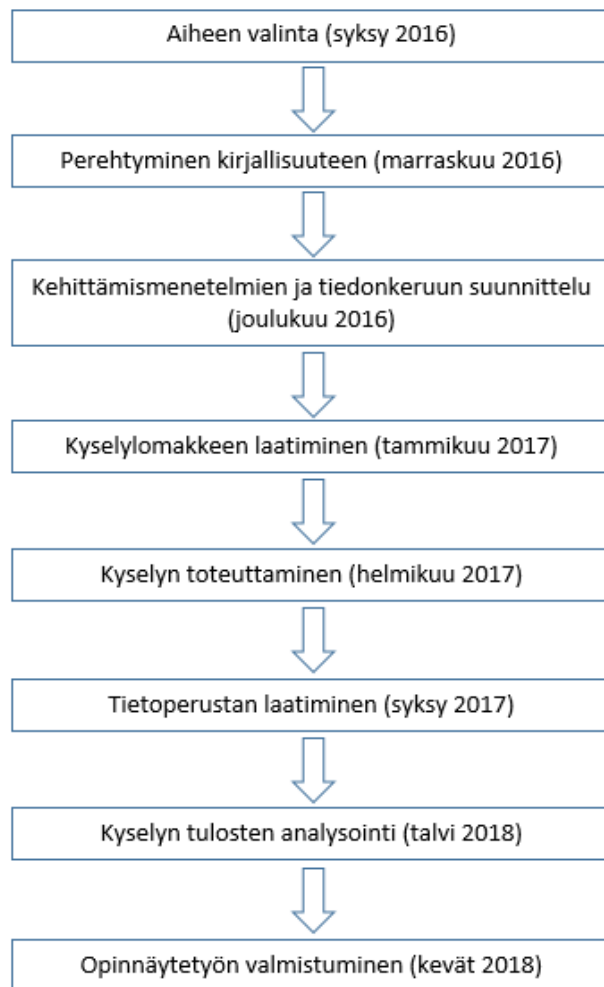 Aiheen valinta (syksy 2016)
Perehtyminen kirjallisuuteen (marraskuu 2016)
Kehittämismenetelmien ja tiedonkeruun suunnittelu
(joulukuu 2016)
Kyselylomakkeen laatiminen (tammikuu 2017)
Kyselyn toteuttaminen (helmikuu 2017)
Tietoperustan laatiminen (syksy 2017)
Kyselyn tulosten analysointi (talvi 2018)
Opinnäytetyön valmistuminen (kevät 2018)